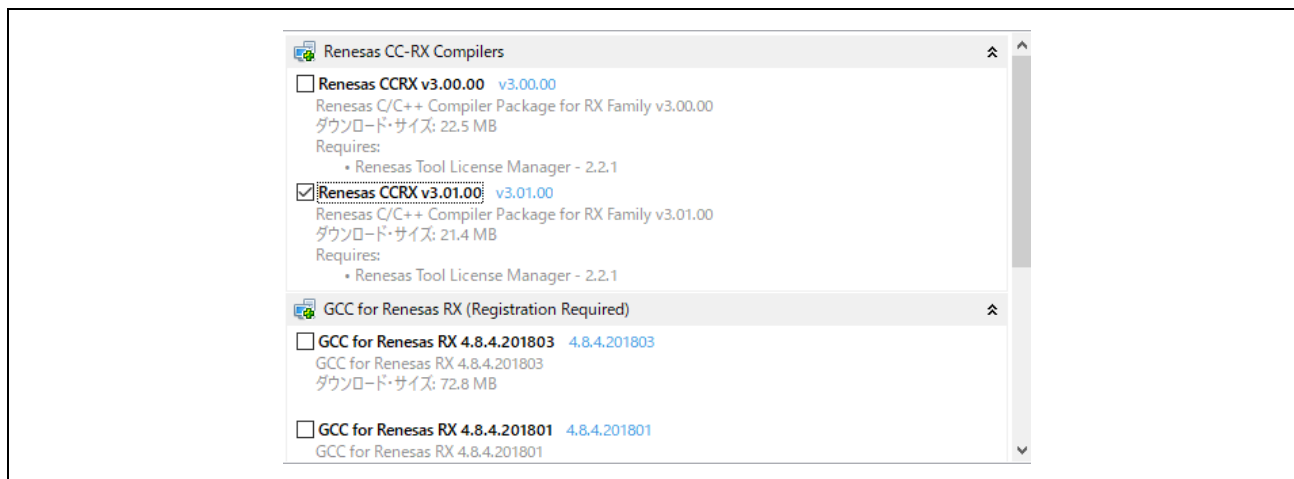 Renesas CC-RX Compilers
Renesas CCRX v3.00.00 v3.00.00
Renesas C/C++ Compiler Package for RX Family v3.00.00
ダウンロード・サイズ: 22.5 MB
Requires:
• Renesas Tool License Manager - 2.2.1
Renesas CCRX v3.01.00 v3.01.00
Renesas C/C++ Compiler Package for RX Family v3.01.00
ダウンロード・サイズ: 21.4 MB
Requires:
• Renesas Tool License Manager - 2.2.1
GCC for Renesas RX (Registration Required)
GCC for Renesas RX 4.8.4.201803 4.8.4.201803
GCC for Renesas RX 4.8.4.201803
ダウンロード・サイズ: 72.8 MB
GCC for Renesas RX 4.8.4.201801 4.8.4.201801
GCC for Renesas RX 4.8.4.201801